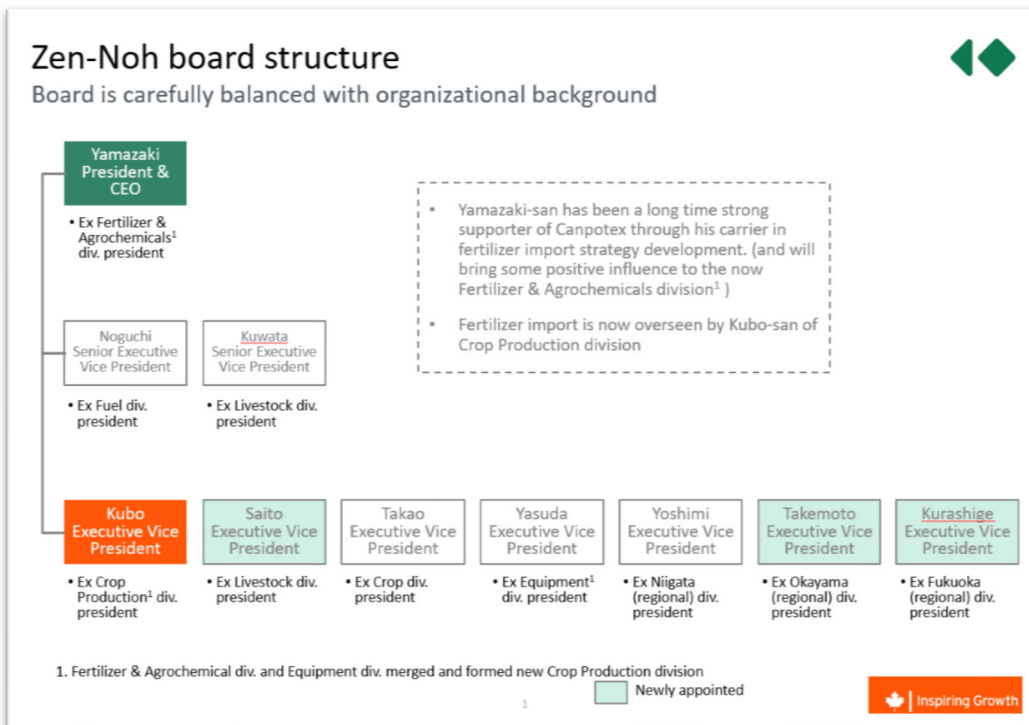 Zen-Noh board structure
Board is carefully balanced with organizational background
Yamazaki
President &
CEO
• Ex Fertilizer &
Agrochemicals¹
div. president
• Yamazaki-san has been a long time strong
supporter of Canpotex through his carrier in
fertilizer import strategy development. (and will
bring some positive influence to the now
Fertilizer & Agrochemicals division¹ )
• Fertilizer import is now overseen by Kubo-san of
Crop Production division
Noguchi
Senior Executive
Vice President
• Ex Fuel div.
president
Kuwata
Senior Executive
Vice President
• Ex Livestock div.
president
Kubo
Executive Vice
President
• Ex Crop
Production¹ div.
president
Saito
Executive Vice
President
• Ex Livestock div.
president
Takao
Executive Vice
President
• Ex Crop div.
president
Yasuda
Executive Vice
President
• Ex Equipment¹
div. president
Yoshimi
Executive Vice
President
• Ex Niigata
(regional) div.
president
Takemoto
Executive Vice
President
• Ex Okayama
(regional) div.
president
Kurashige
Executive Vice
President
• Ex Fukuoka
(regional) div.
president
1. Fertilizer & Agrochemical div. and Equipment div. merged and formed new Crop Production division
Newly appointed
1
Inspiring Growth